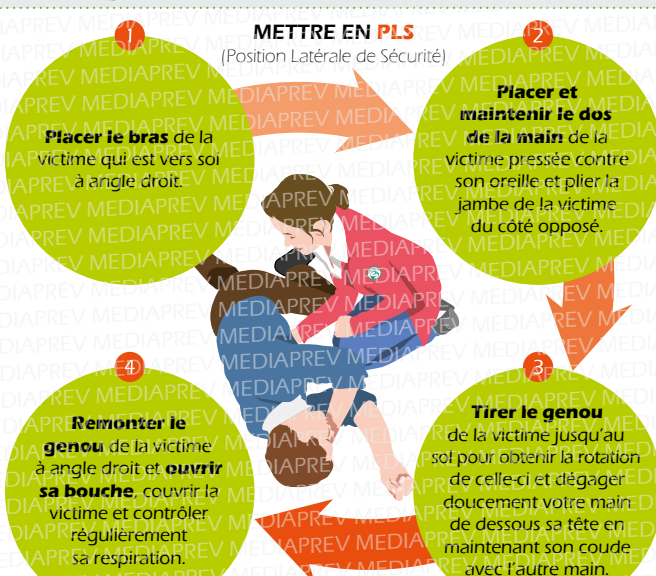 METTRE EN PLS
(Position Latérale de Sécurité)
1
Placer le bras de la
victime qui est vers soi
à angle droit.
2
Placer et
maintenir le dos
de la main de la
victime pressée contre
son oreille et plier la
jambe de la victime
du côté opposé.
3
Tirer le genou
de la victime jusqu'au
sol pour obtenir la rotation
de celle-ci et dégager
doucement votre main
de dessous sa tête en
maintenant son coude
avec l'autre main.
4
Remonter le
genou de la victime
à angle droit et ouvrir
sa bouche, couvrir la
victime et contrôler
régulièrement
sa respiration.
MEDIAPREV